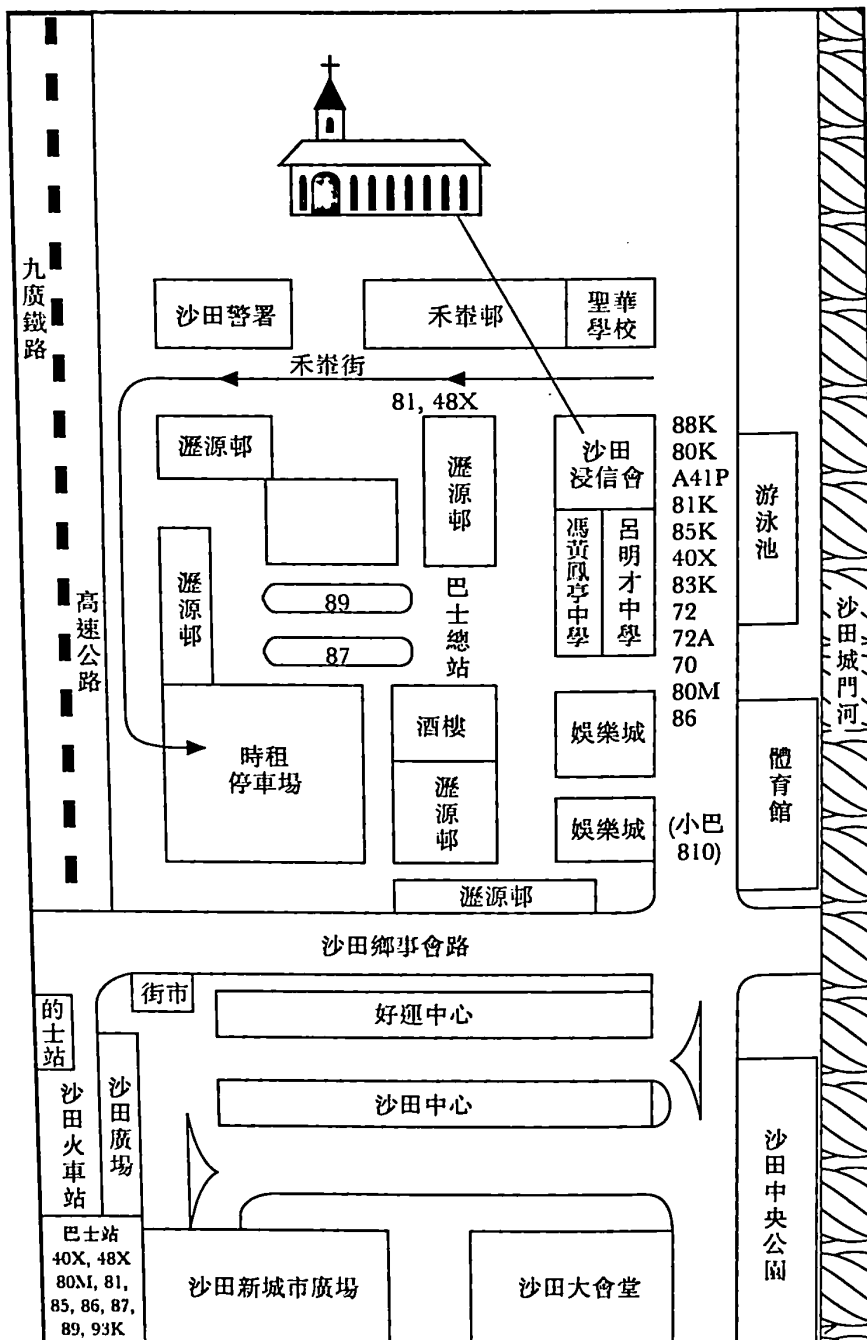 九廣鐵路
高速公路
沙田警署
禾輋邨
聖華
學校
禾輋街
81, 48X
瀝源邨
瀝源邨
沙田
浸信會
88K
80K
A41P
81K
85K
40X
83K
72
72A
70
80M
86
游泳池
馮黃鳳亭中學
呂明才中學
瀝源邨
89
87
巴士總站
沙田城門河
時租
停車場
酒樓
瀝源邨
娛樂城
體育館
娛樂城
(小巴
810)
瀝源邨
沙田鄉事會路
的士站
街市
好運中心
沙田廣場
沙田中心
沙田火車站
沙田中央公園
巴士站
40X, 48X
80M, 81,
85, 86, 87,
89, 93K
沙田新城市廣場
沙田大會堂